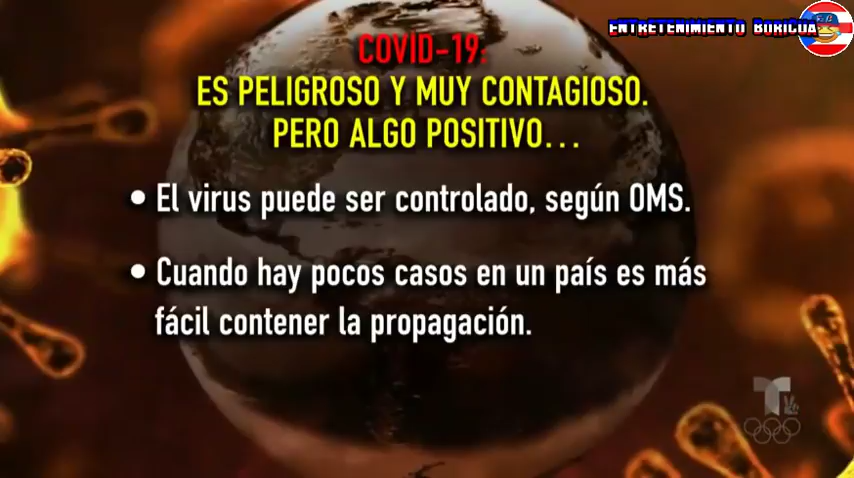 ENTRETENIMIENTO BORICUA
COVID-19:
ES PELIGROSO Y MUY CONTAGIOSO.
PERO ALGO POSITIVO...
• El virus puede ser controlado, según OMS.
• Cuando hay pocos casos en un país es más
fácil contener la propagación.